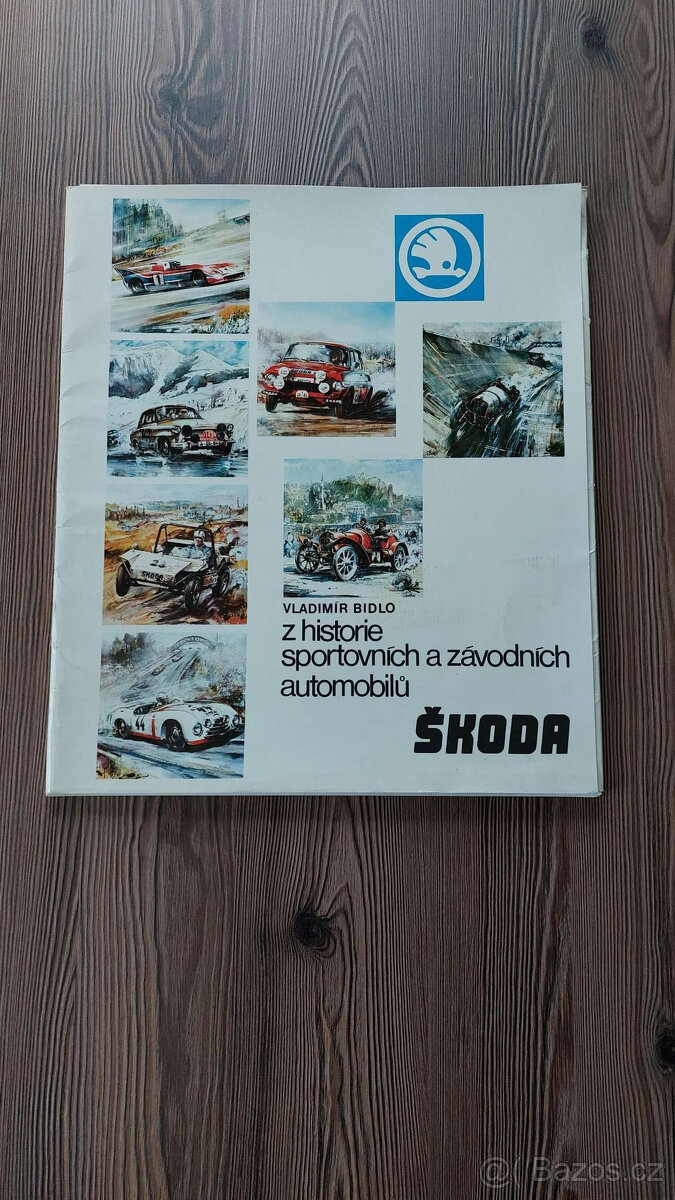 VLADIMÍR BIDLO
z historie
sportovních a závodních
automobilů
ŠKODA
Bazos.cz